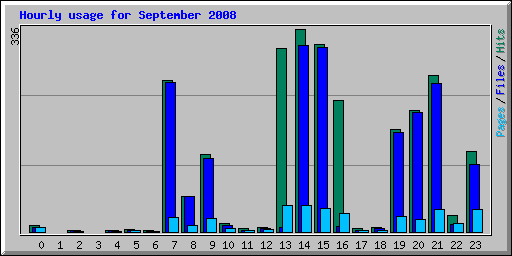 Hourly usage for September 2008
336
Pages / Files / Hits
0 1 2 3 4 5 6 7 8 9 10 11 12 13 14 15 16 17 18 19 20 21 22 23